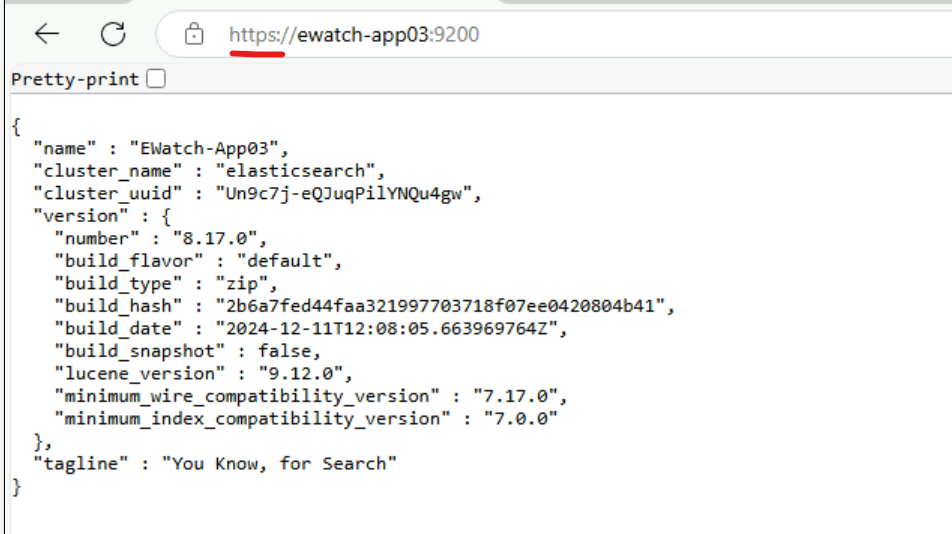 https://ewatch-app03:9200
Pretty-print
{
"name" : "EWatch-App03",
"cluster_name" : "elasticsearch",
"cluster_uuid" : "Un9c7j-eQJuqPilYNQu4gw",
"version" : {
"number" : "8.17.0",
"build_flavor" : "default",
"build_type" : "zip",
"build_hash" : "2b6a7fed44faa321997703718f07ee0420804b41",
"build_date" : "2024-12-11T12:08:05.663969764Z",
"build_snapshot" : false,
"lucene_version" : "9.12.0",
"minimum_wire_compatibility_version" : "7.17.0",
"minimum_index_compatibility_version" : "7.0.0"
},
"tagline" : "You Know, for Search"
}